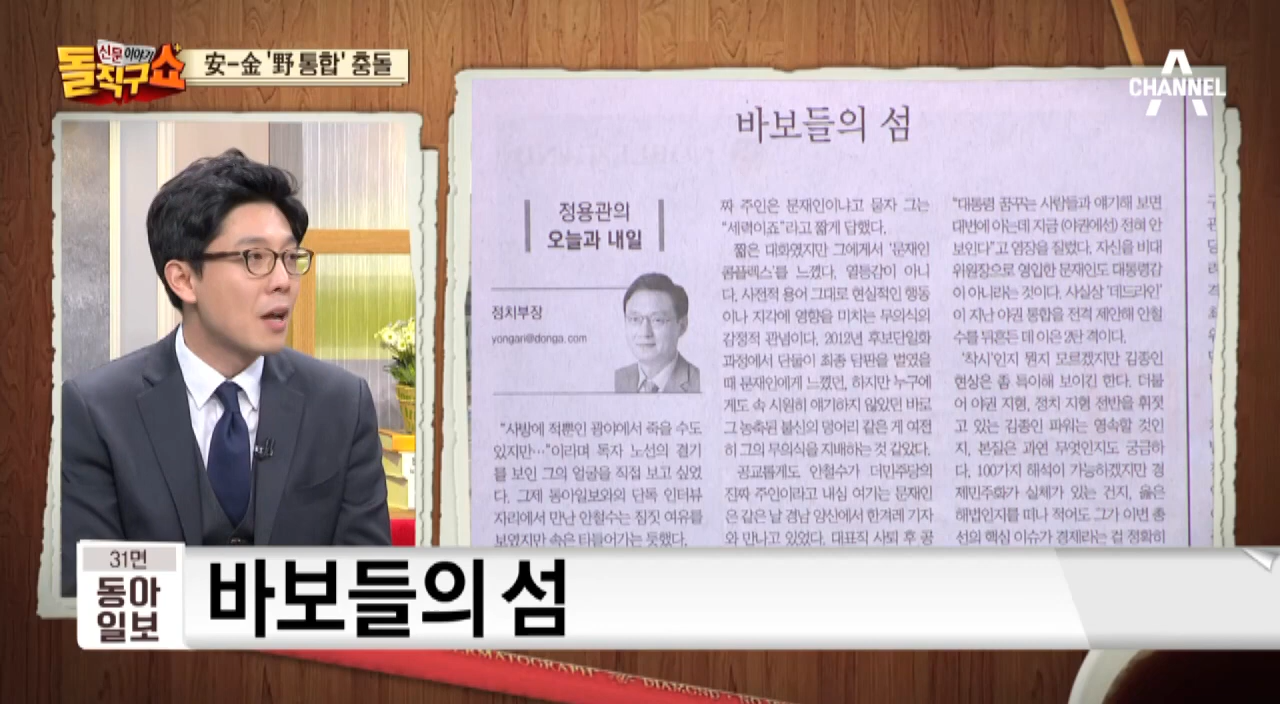 신문이야기
돌직구쇼+
安-金 '野 통합' 충돌
CHANNEL A
바보들의 섬
정용관의
오늘과 내일
정치부장
yongari@donga.com
"사방에 적뿐인 광야에서 죽을 수도
있지만…"이라며 독자 노선의 결기
를 보인 그의 얼굴을 직접 보고 싶었
다. 그제 동아일보와의 단독 인터뷰
자리에서 만난 안철수는 짐짓 여유를
보였지만 속은 타들어가는 듯했다.
짜 주인은 문재인이냐고 묻자 그는
"세력이죠"라고 짧게 답했다.
짧은 대화였지만 그에게서 '문재인
콤플렉스'를 느꼈다. 열등감이 아니
다. 사전적 용어 그대로 현실적인 행동
이나 지각에 영향을 미치는 무의식의
감정적 관념이다. 2012년 후보단일화
과정에서 단둘이 최종 담판을 벌였을
때 문재인에게 느꼈던, 하지만 누구에
게도 속 시원히 얘기하지 않았던 바로
그 농축된 불신의 덩어리 같은 게 여전
히 그의 무의식을 지배하는 것 같았다.
공교롭게도 안철수가 더민주당의
진짜 주인이라고 내심 여기는 문재인
은 같은 날 경남 양산에서 한겨레 기자
와 만나고 있었다. 대표직 사퇴 후 공
"대통령 꿈꾸는 사람들과 얘기해 보면
대번에 아는데 지금 (야권에선) 전혀 안
보인다"고 염장을 질렀다. 자신을 비대
위원장으로 영입한 문재인도 대통령감
이 아니라는 것이다. 사실상 '데드라인'
이 지난 야권 통합을 전격 제안해 안철
수를 뒤흔든 데 이은 2탄 격이다.
'착시'인지 뭔지 모르겠지만 김종인
현상은 좀 특이해 보이긴 한다. 더불
어 야권 지형, 정치 지형 전반을 휘젓
고 있는 김종인 파워는 영속할 것인
지, 본질은 과연 무엇인지도 궁금하
다. 100가지 해석이 가능하겠지만 경
제민주화가 실체가 있는 건지, 옳은
해법인지를 떠나 적어도 그가 이번 총
선의 핵심 이슈가 경제라는 걸 정확히
31면
동아
일보
바보들의 섬
DERMATOGRAPH
DIAMOND